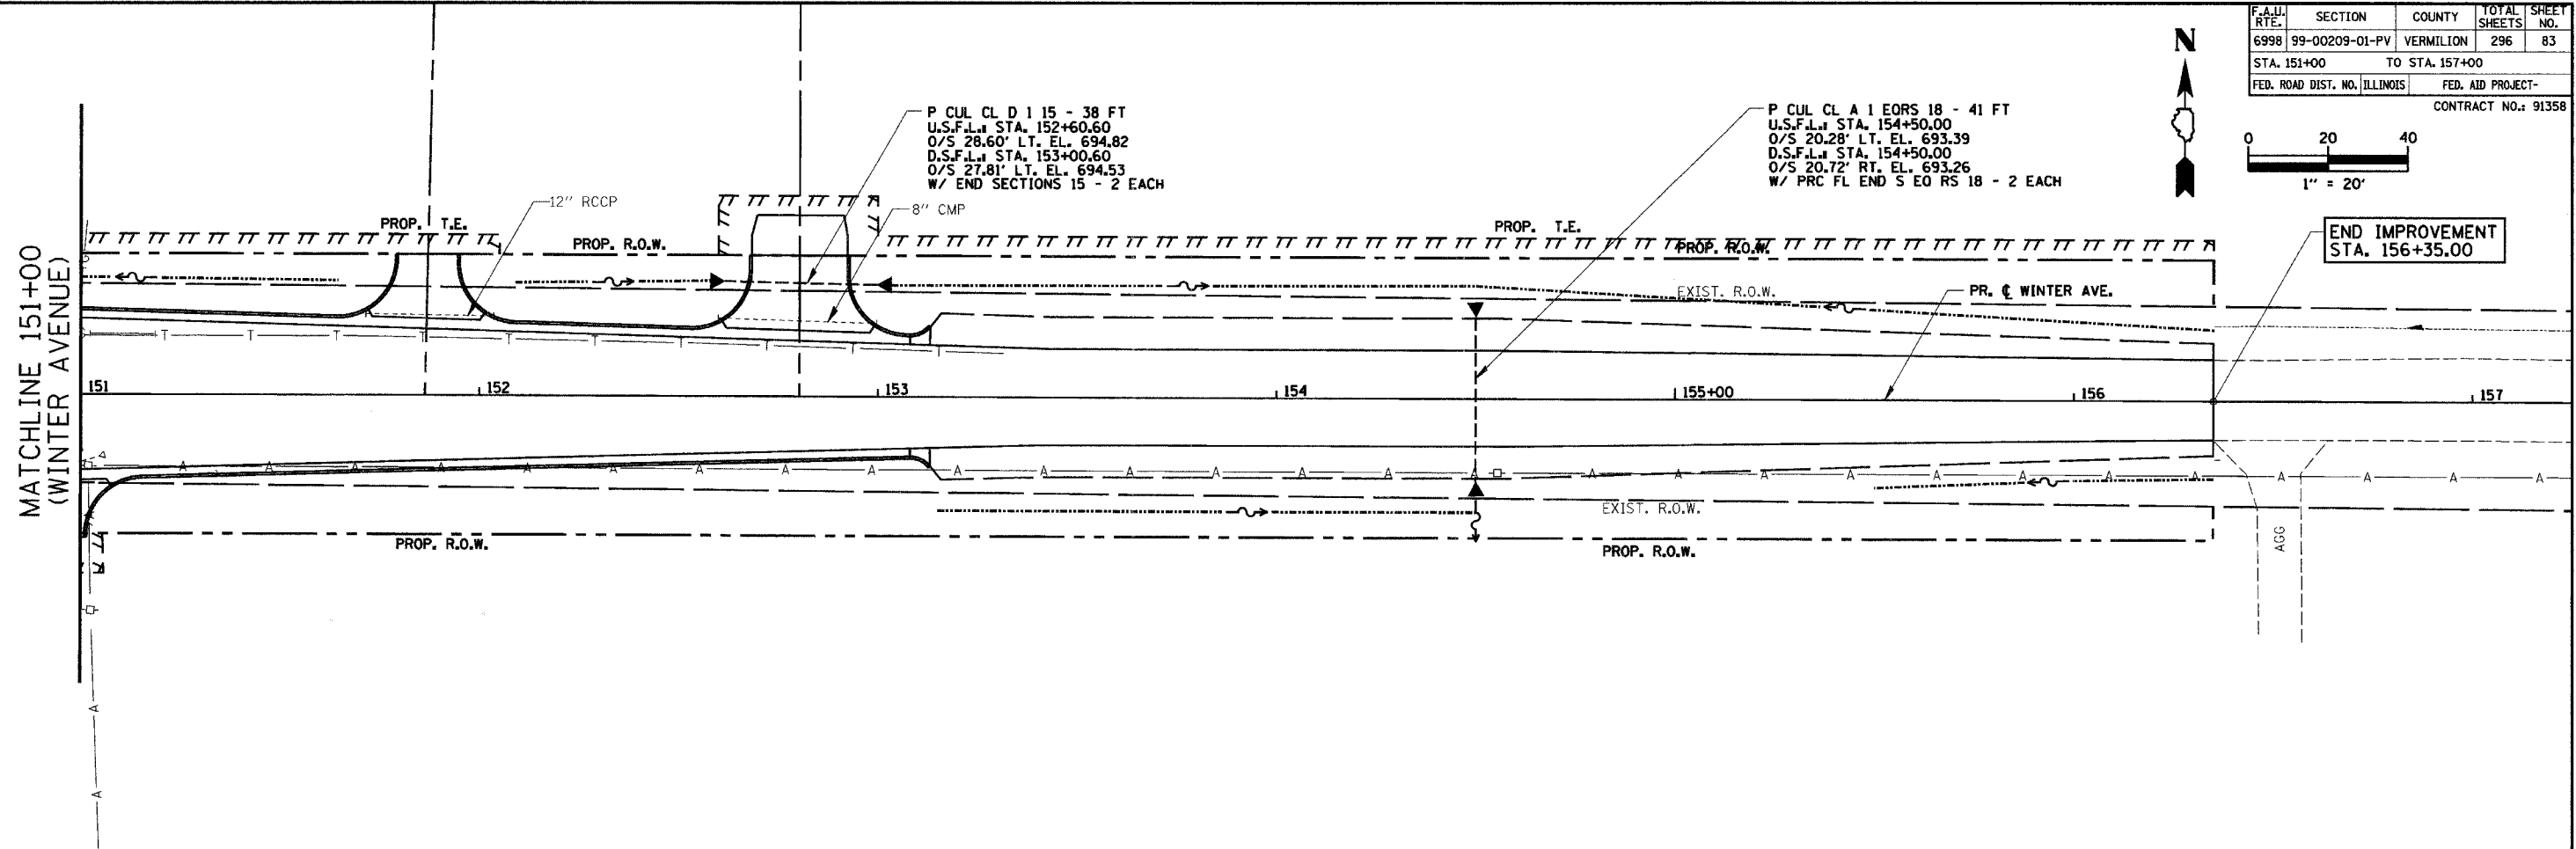 F.A.U. RTE. SECTION COUNTY TOTAL SHEETS SHEET NO.
6998 99-00209-01-PV VERMILION 296 83
STA. 151+00 TO STA. 157+00
FED. ROAD DIST. NO. ILLINOIS FED. AID PROJECT-
CONTRACT NO.: 91358
N
0 20 40
1" = 20'
P CUL CL D 1 15 - 38 FT
U.S.F.L.: STA. 152+60.60
O/S 28.60' LT. EL. 694.82
D.S.F.L.: STA. 153+00.60
O/S 27.81' LT. EL. 694.53
W/ END SECTIONS 15 - 2 EACH
P CUL CL A 1 EQRS 18 - 41 FT
U.S.F.L.: STA. 154+50.00
O/S 20.28' LT. EL. 693.39
D.S.F.L.: STA. 154+50.00
O/S 20.72' RT. EL. 693.26
W/ PRC FL END S EQ RS 18 - 2 EACH
12" RCCP
8" CMP
PROP. T.E.
PROP. R.O.W.
PROP. T.E.
PROP. R.O.W.
END IMPROVEMENT
STA. 156+35.00
EXIST. R.O.W.
PR. ℄ WINTER AVE.
MATCHLINE 151+00
(WINTER AVENUE)
T T T T T T T T T T
151 152 153 154 155+00 156 157
A A A A A A A A A A A A A A A A A A A A A A A A A A A
EXIST. R.O.W.
PROP. R.O.W.
PROP. R.O.W.
AGG
A
A